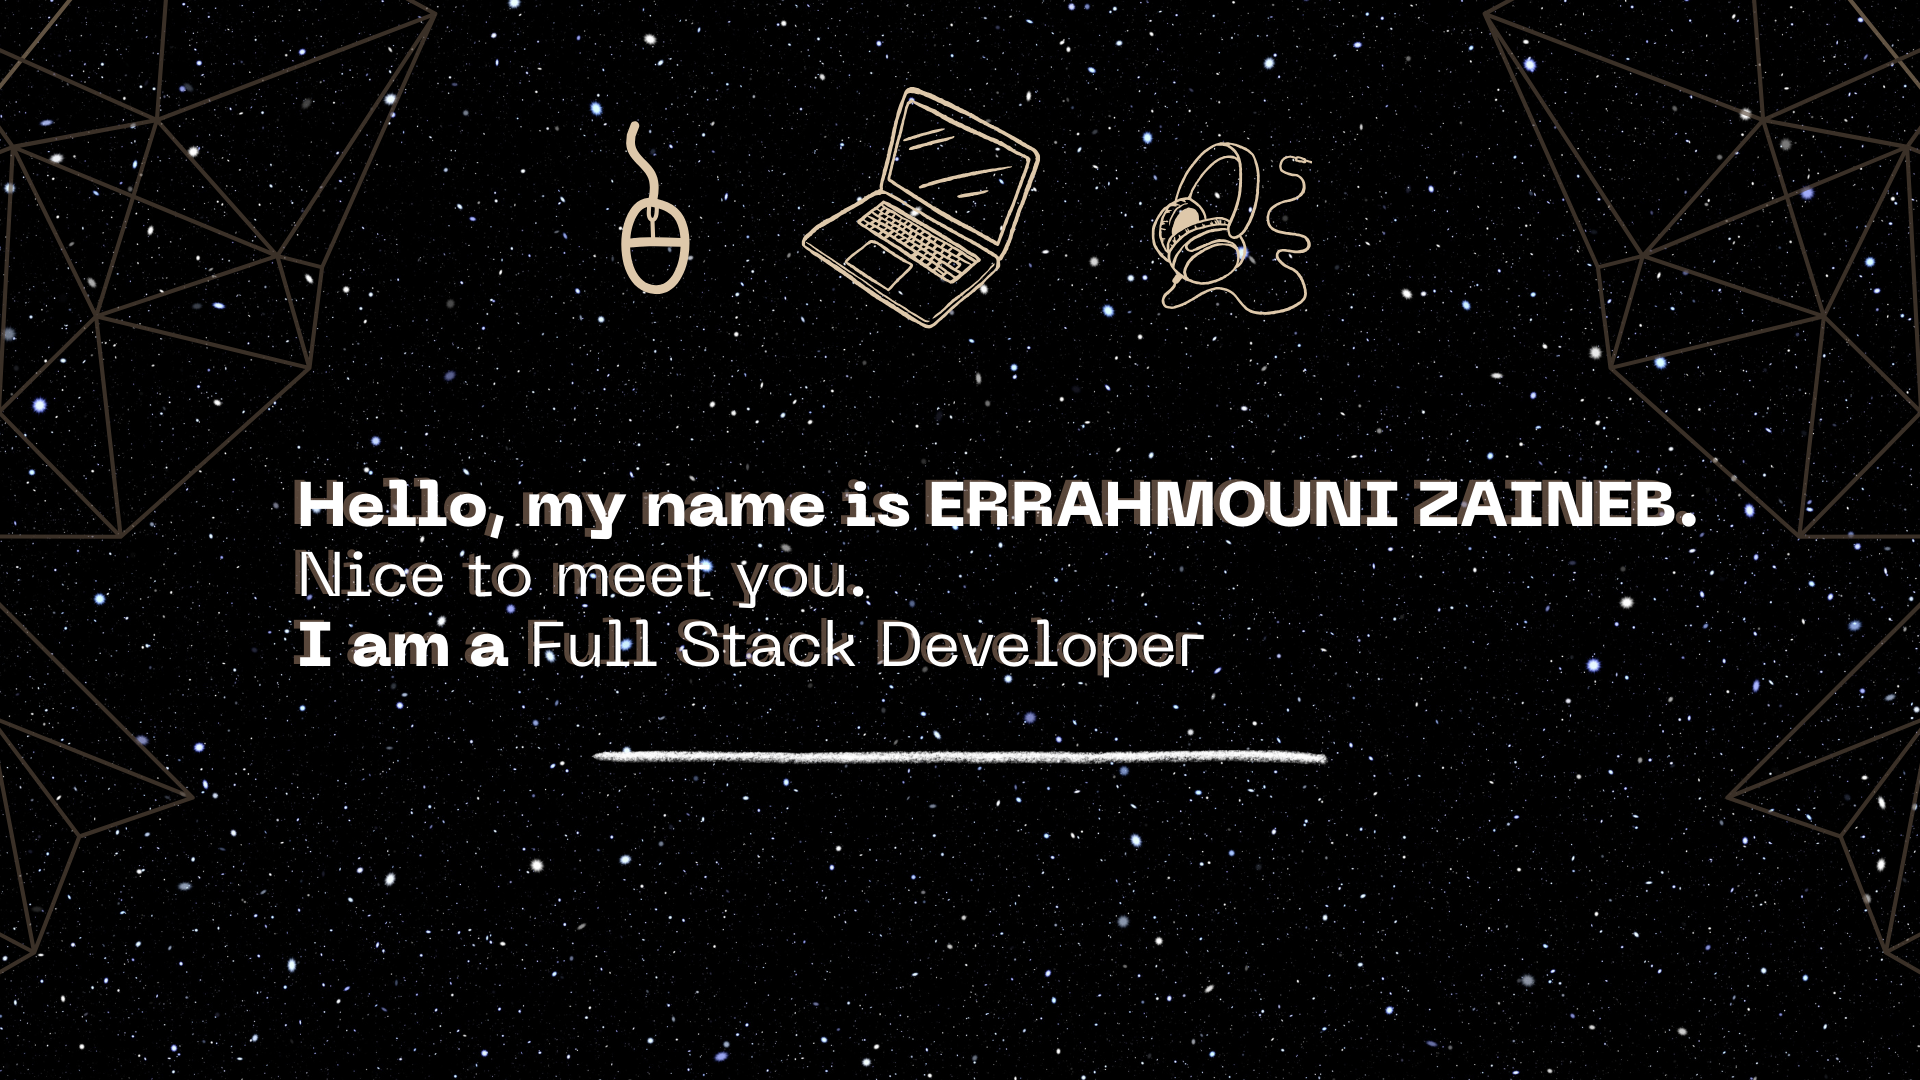 Hello, my name is ERRAHMOUNI ZAINEB.
Nice to meet you.
I am a Full Stack Developer